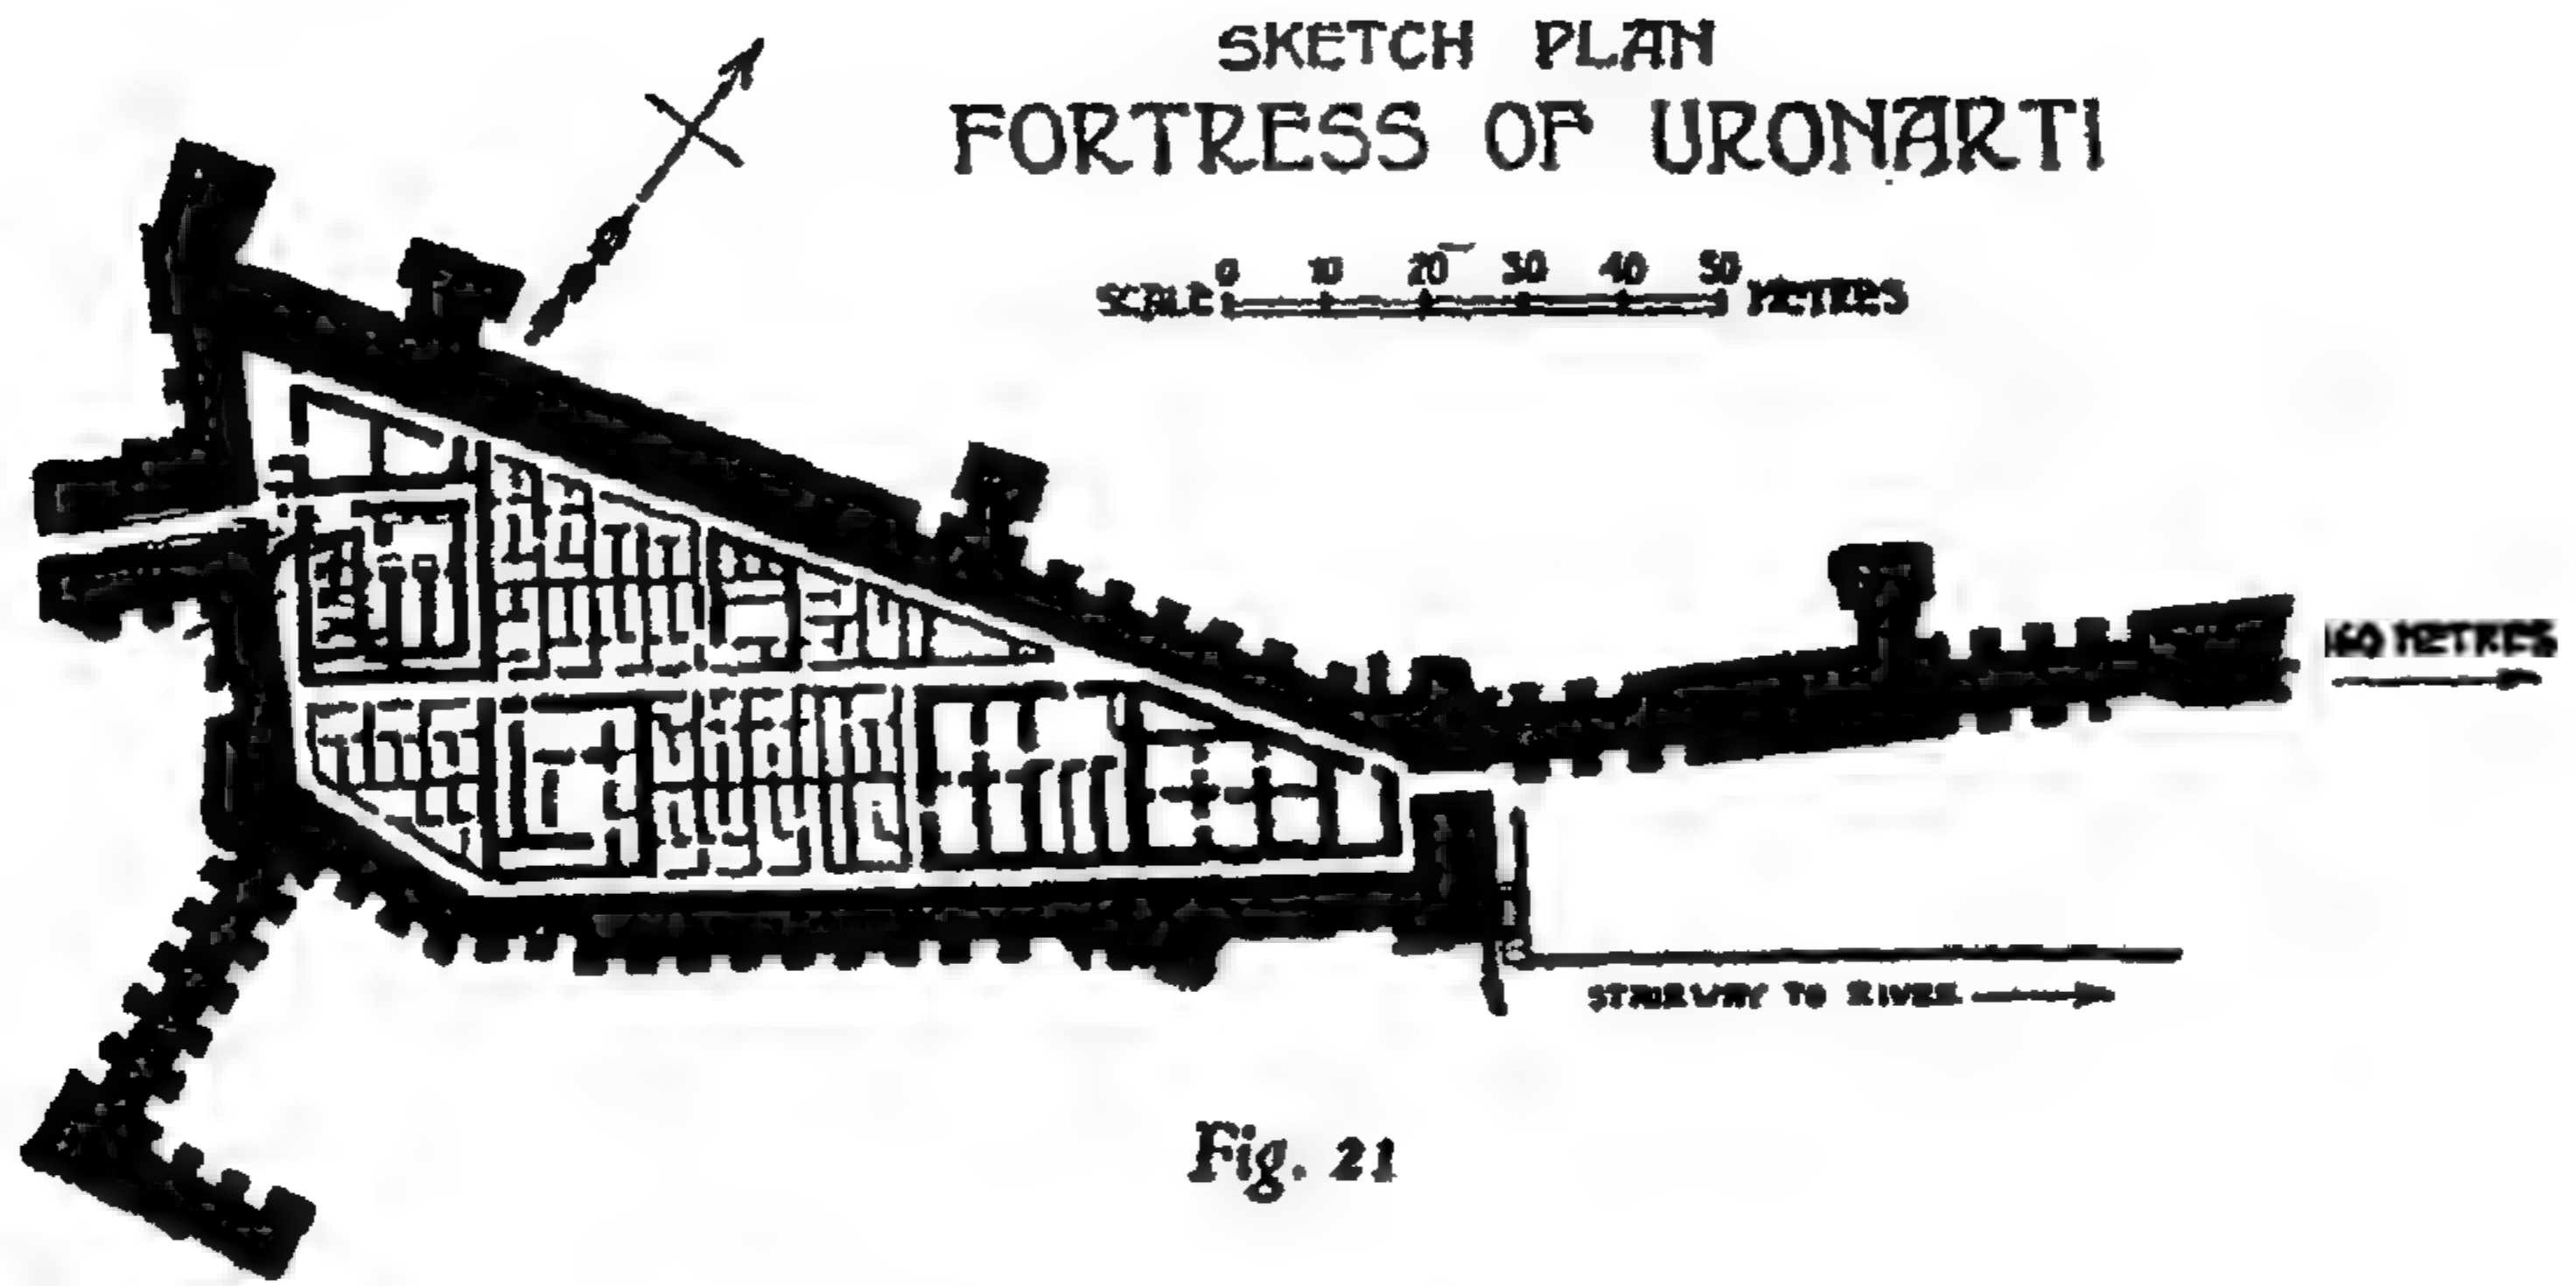 SKETCH PLAN
FORTRESS OF URONARTI
0 10 20 30 40 50
SCALE METRES
160 METRES
STAIRWAY TO RIVER
Fig. 21